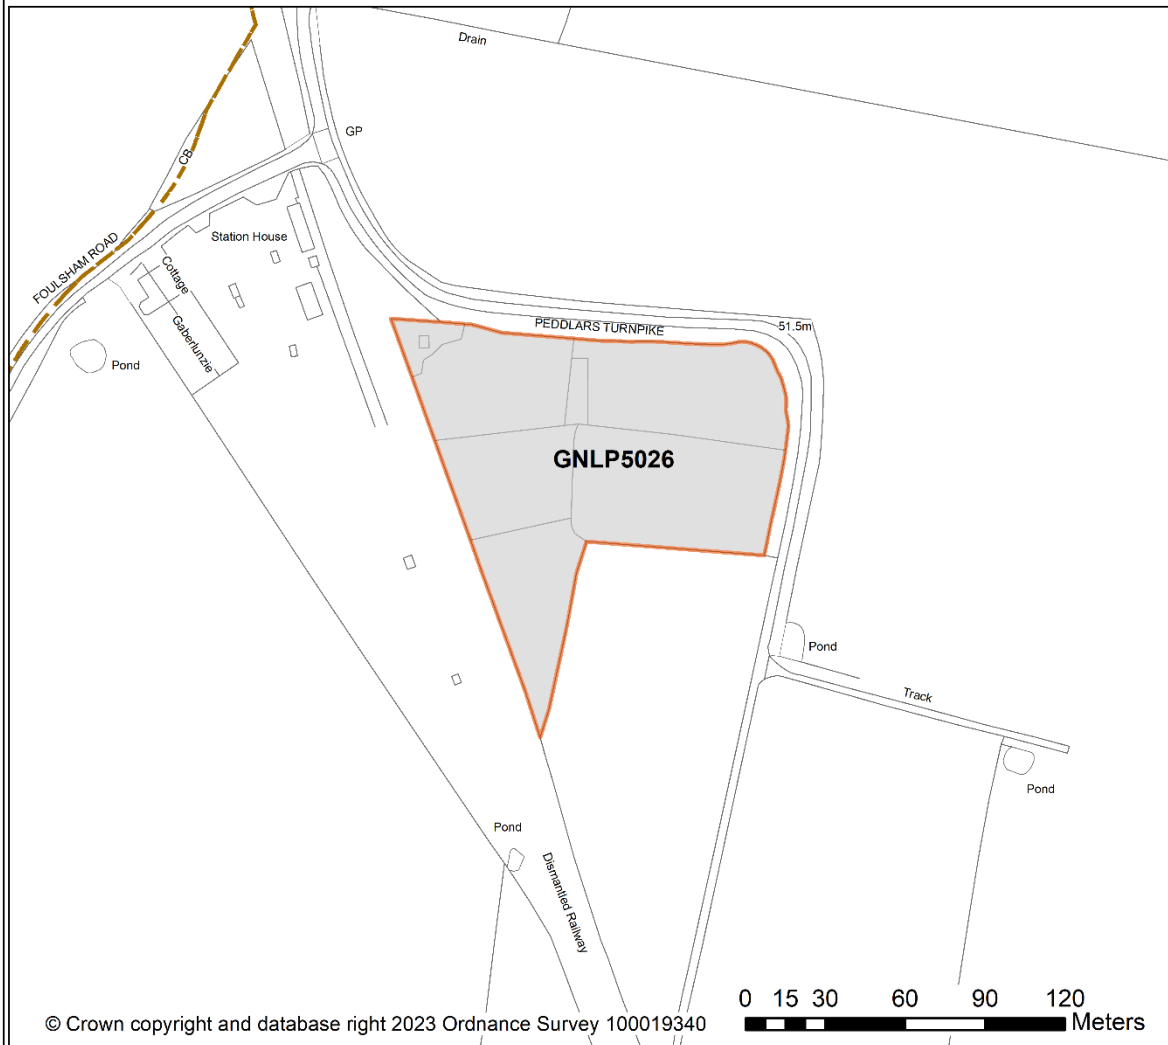 Drain
GP
CB
Station House
FOULSHAM ROAD
Cottage
Gaberlunzie
Pond
PEDDLARS TURNPIKE
51.5m
GNLP5026
Pond
Track
Pond
Pond
Dismantled Railway
0 15 30 60 90 120
Meters
© Crown copyright and database right 2023 Ordnance Survey 100019340